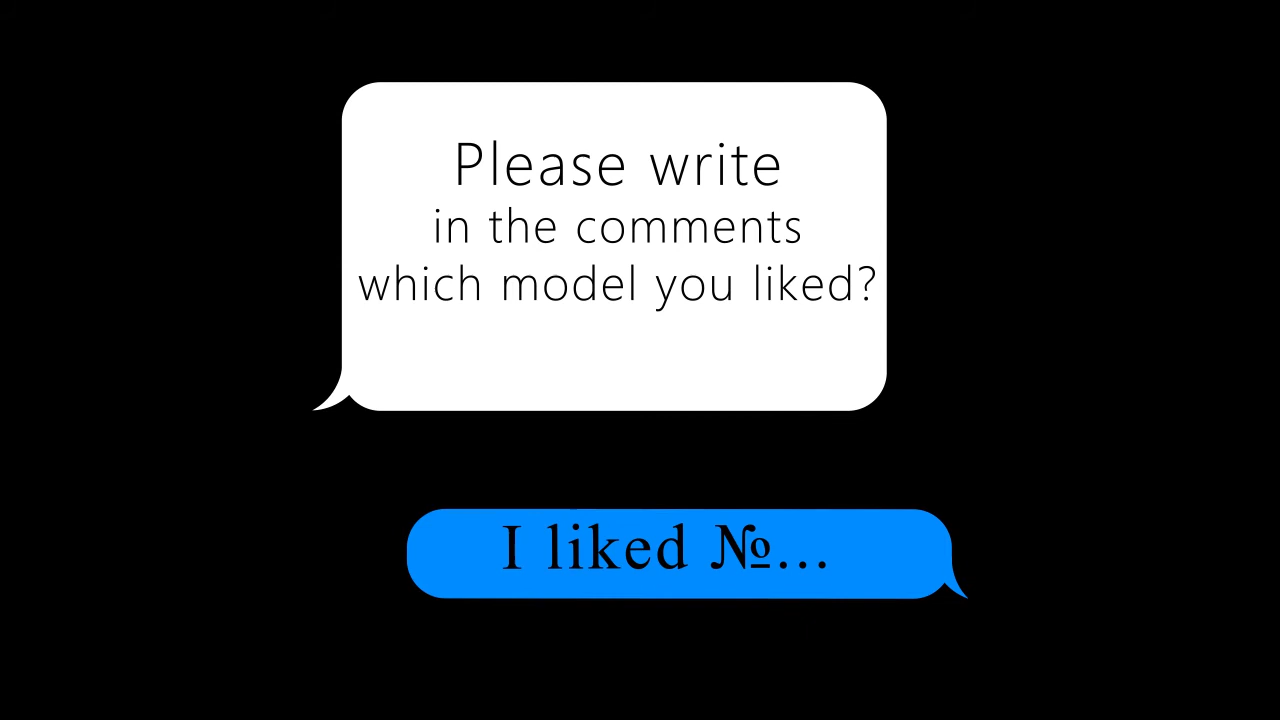 Please write
in the comments
which model you liked?
I liked №...